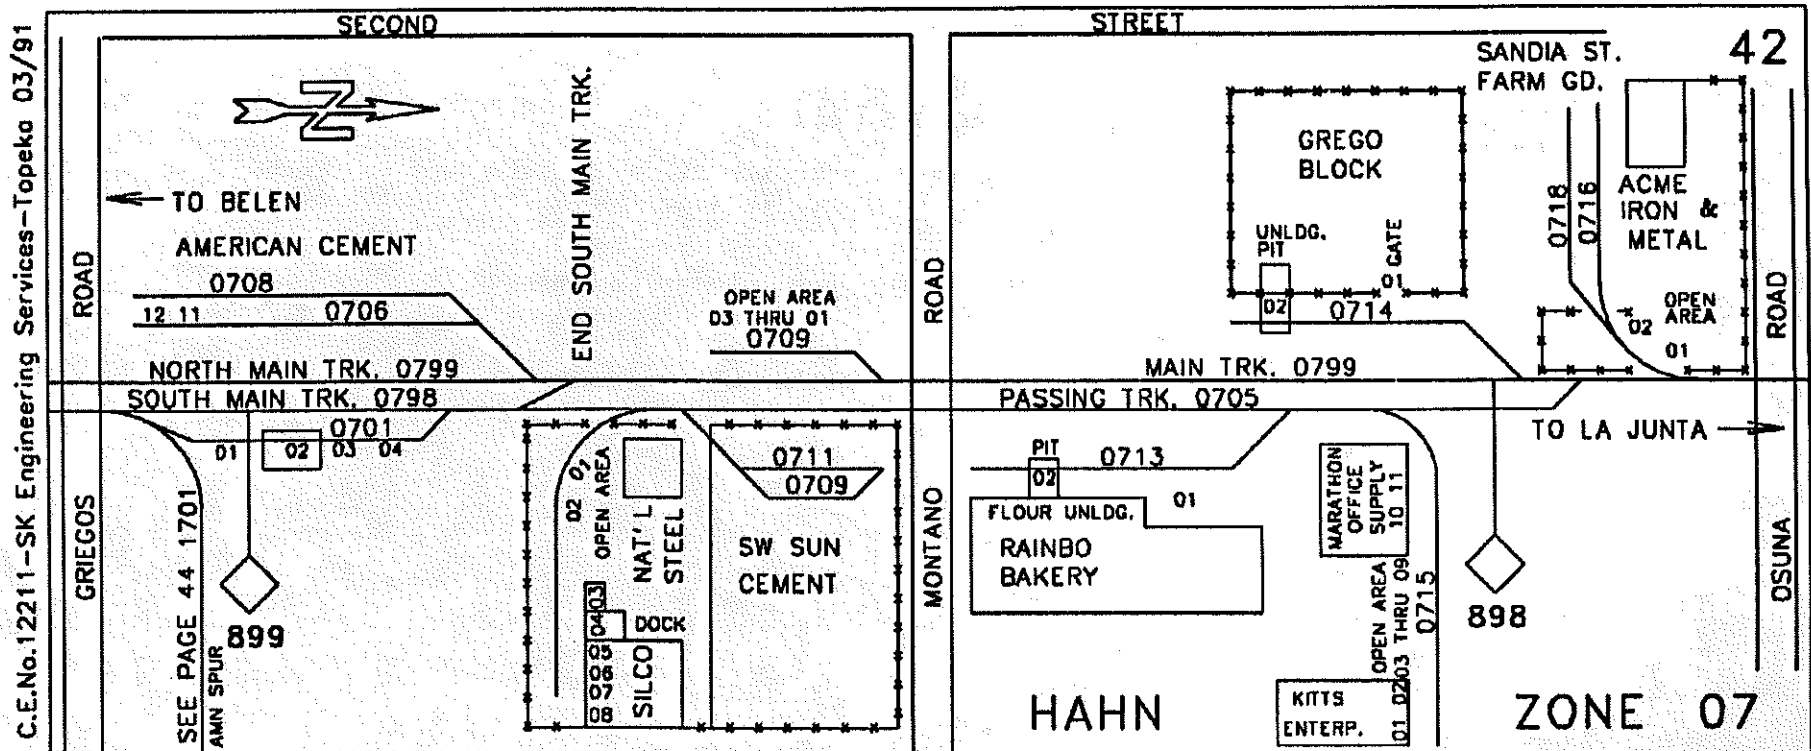 C.E.No.12211-SK Engineering Services-Topeka 03/91
SECOND
STREET
42
SANDIA ST.
FARM GD.
N
END SOUTH MAIN TRK.
GREGO
BLOCK
TO BELEN
AMERICAN CEMENT
0708
12 11
0706
ROAD
OPEN AREA
03 THRU 01
0709
ROAD
UNLDG.
PIT
02
GATE
01
0714
0718
0716
ACME
IRON &
METAL
OPEN
AREA
02
01
ROAD
NORTH MAIN TRK. 0799
MAIN TRK. 0799
SOUTH MAIN TRK. 0798
PASSING TRK. 0705
TO LA JUNTA
0701
01
02
03
04
GRIEGOS
SEE PAGE 44 1701
AMN SPUR
899
02
OPEN AREA
NAT'L
STEEL
0711
0709
SW SUN
CEMENT
03
04
DOCK
05
06
07
08
SILCO
MONTANO
PIT
02
0713
01
FLOUR UNLDG.
RAINBO
BAKERY
MARATHON
OFFICE
SUPPLY
10 11
OPEN AREA
01 02 03 THRU 09
0715
898
OSUNA
KITTS
ENTERP.
HAHN
ZONE 07